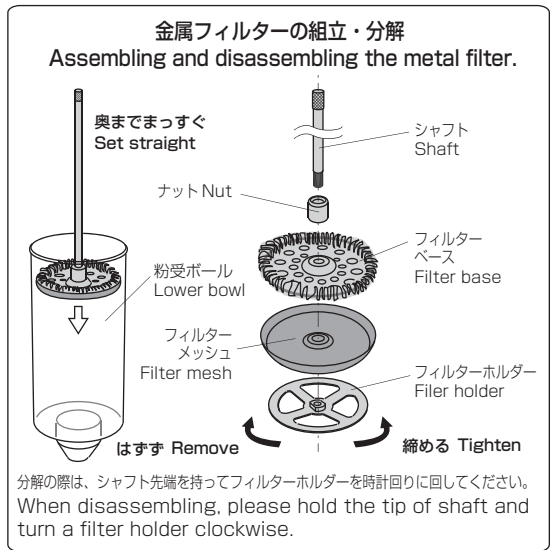 金属フィルターの組立・分解
Assembling and disassembling the metal filter.
奥までまっすぐ
Set straight
シャフト
Shaft
ナット Nut
フィルター
ベース
Filter base
粉受ボール
Lower bowl
フィルター
メッシュ
Filter mesh
フィルターホルダー
Filer holder
はずず Remove
締める Tighten
分解の際は、シャフト先端を持ってフィルターホルダーを時計回りに回してください。
When disassembling, please hold the tip of shaft and
turn a filter holder clockwise.